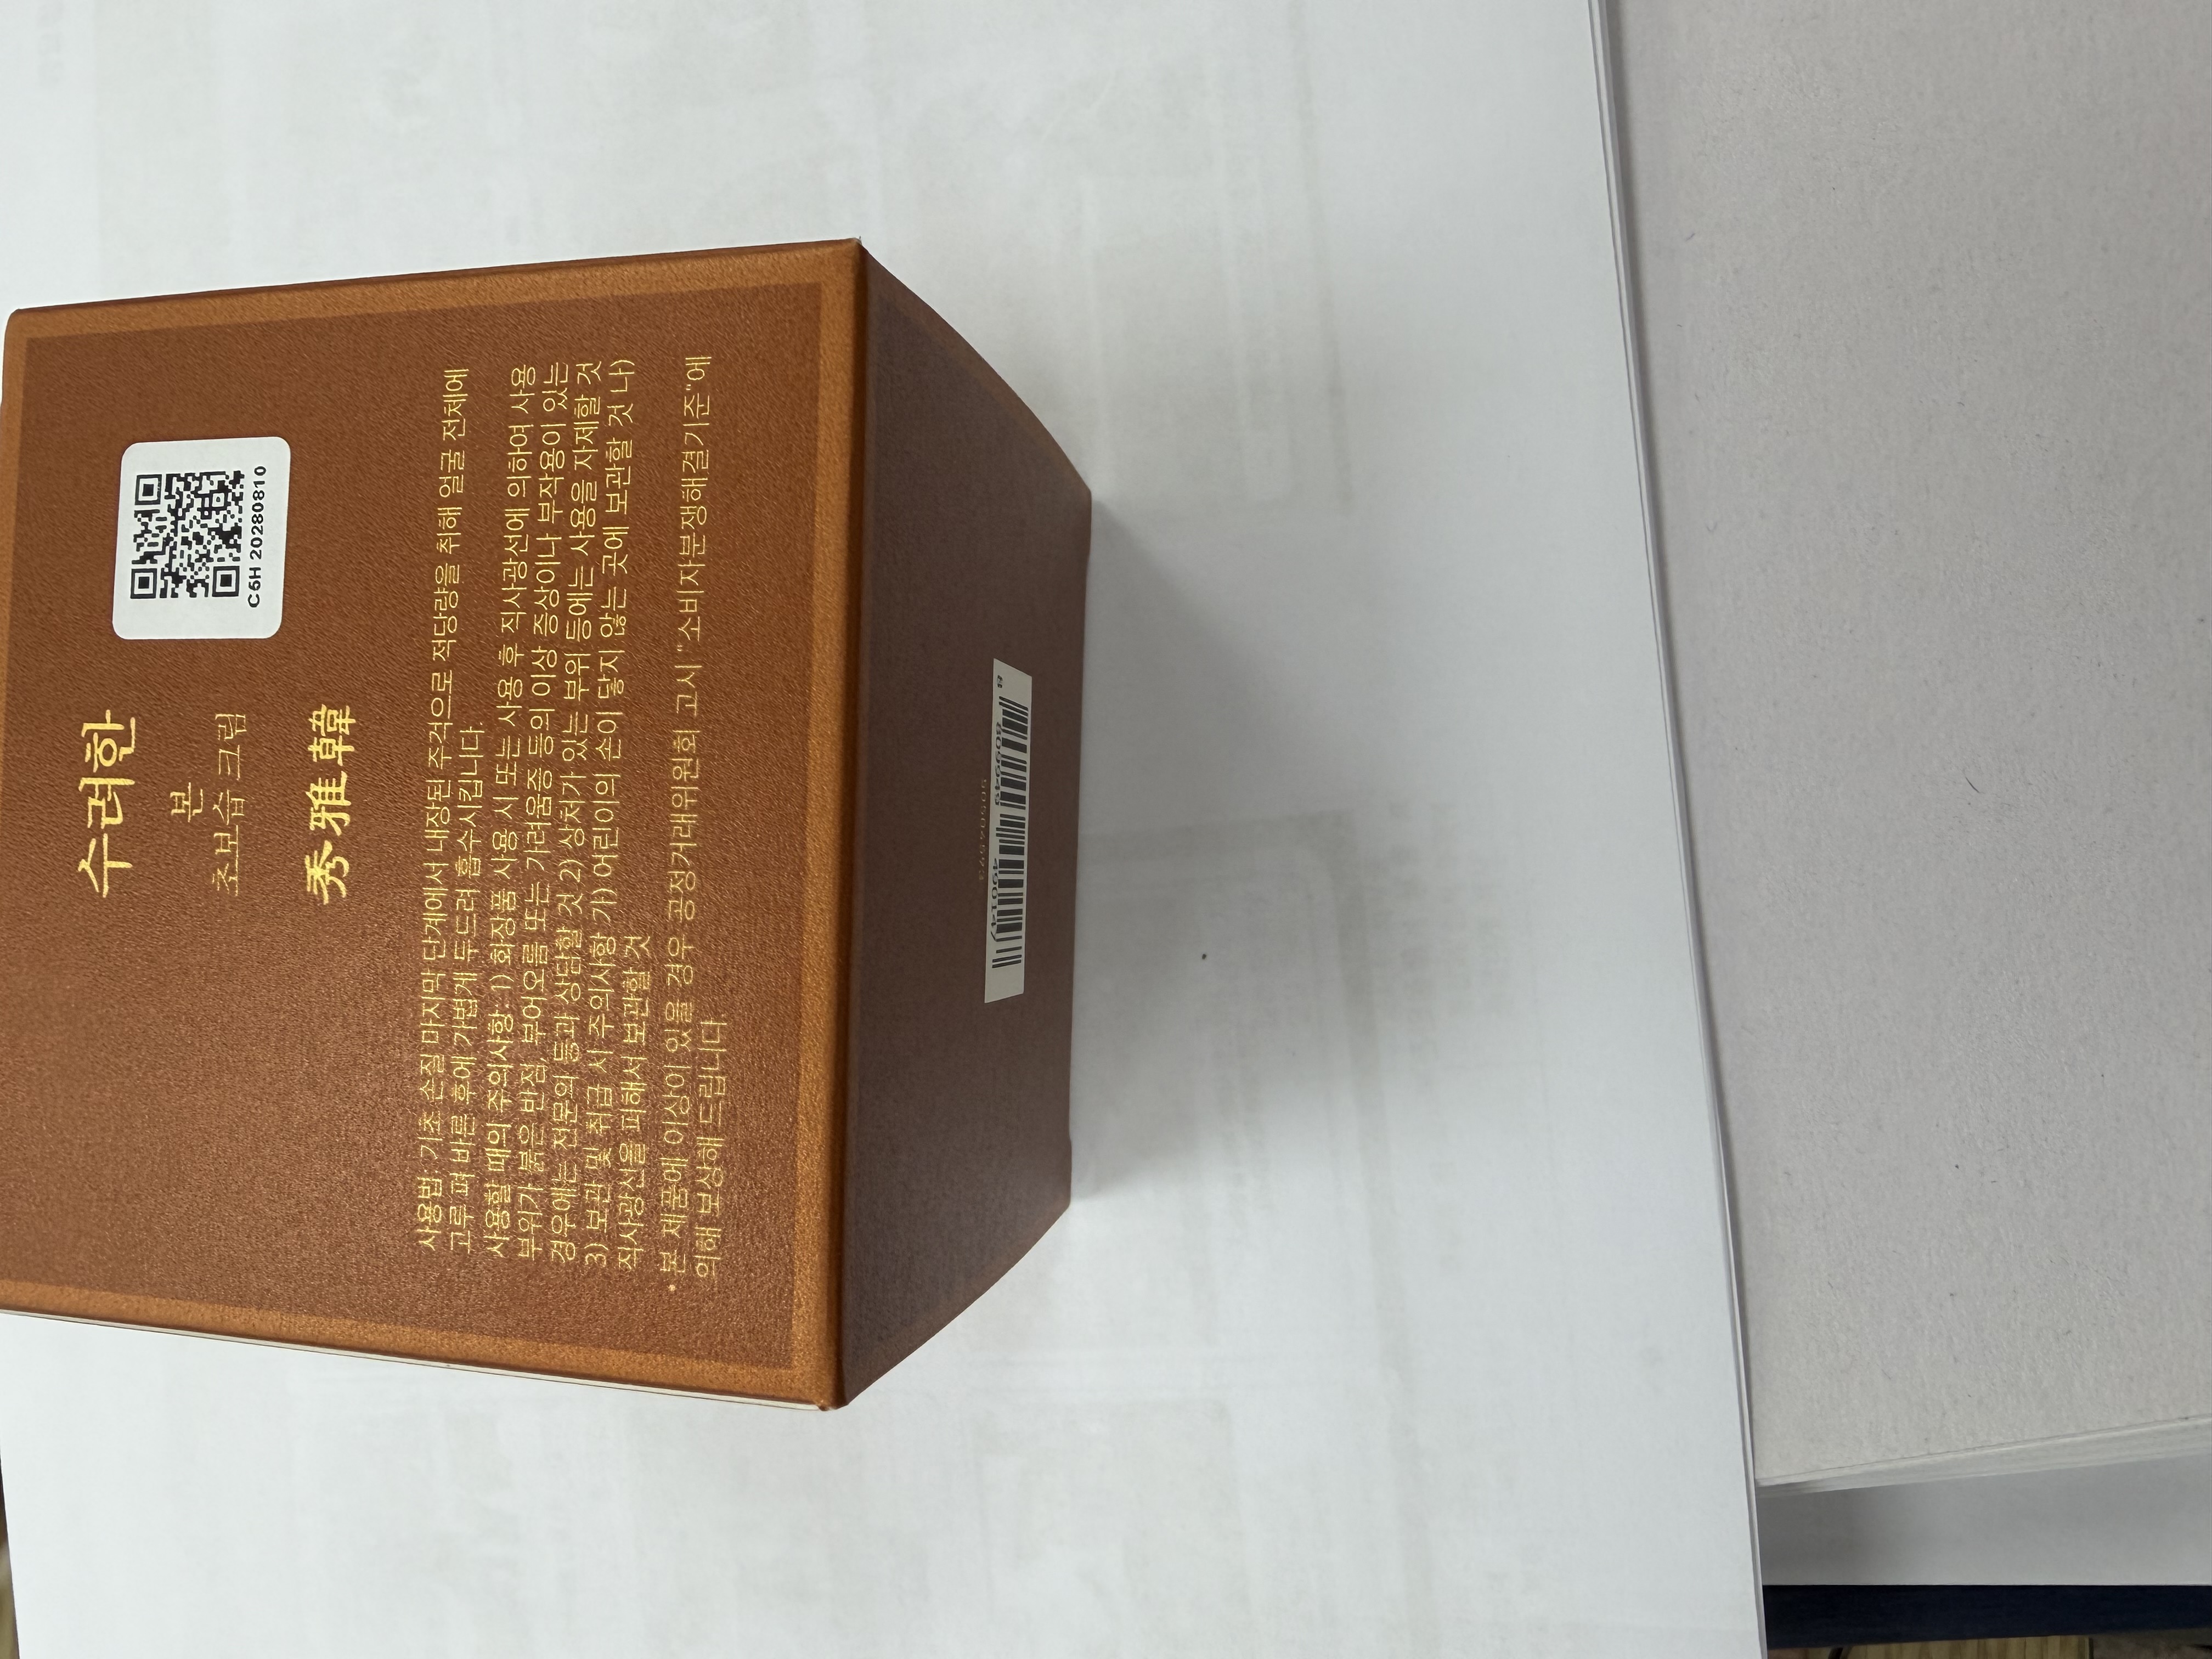 수려한
본
초보습 크림
秀雅韓
C5H 20280810
사용법: 기초 손질 마지막 단계에서 내장된 주걱으로 적당량을 취해 얼굴 전체에
고루 펴 바른 후에 가볍게 두드려 흡수시킵니다.
사용할 때의 주의사항: 1) 화장품 사용 시 또는 사용 후 직사광선에 의하여 사용
부위가 붉은 반점, 부어오름 또는 가려움증 등의 이상 증상이나 부작용이 있는
경우에는 전문의 등과 상담할 것 2) 상처가 있는 부위 등에는 사용을 자제할 것
3) 보관 및 취급 시 주의사항 가) 어린이의 손이 닿지 않는 곳에 보관할 것 나)
직사광선을 피해서 보관할 것
* 본 제품에 이상이 있을 경우 공정거래위원회 고시 "소비자분쟁해결기준"에
의해 보상해 드립니다.